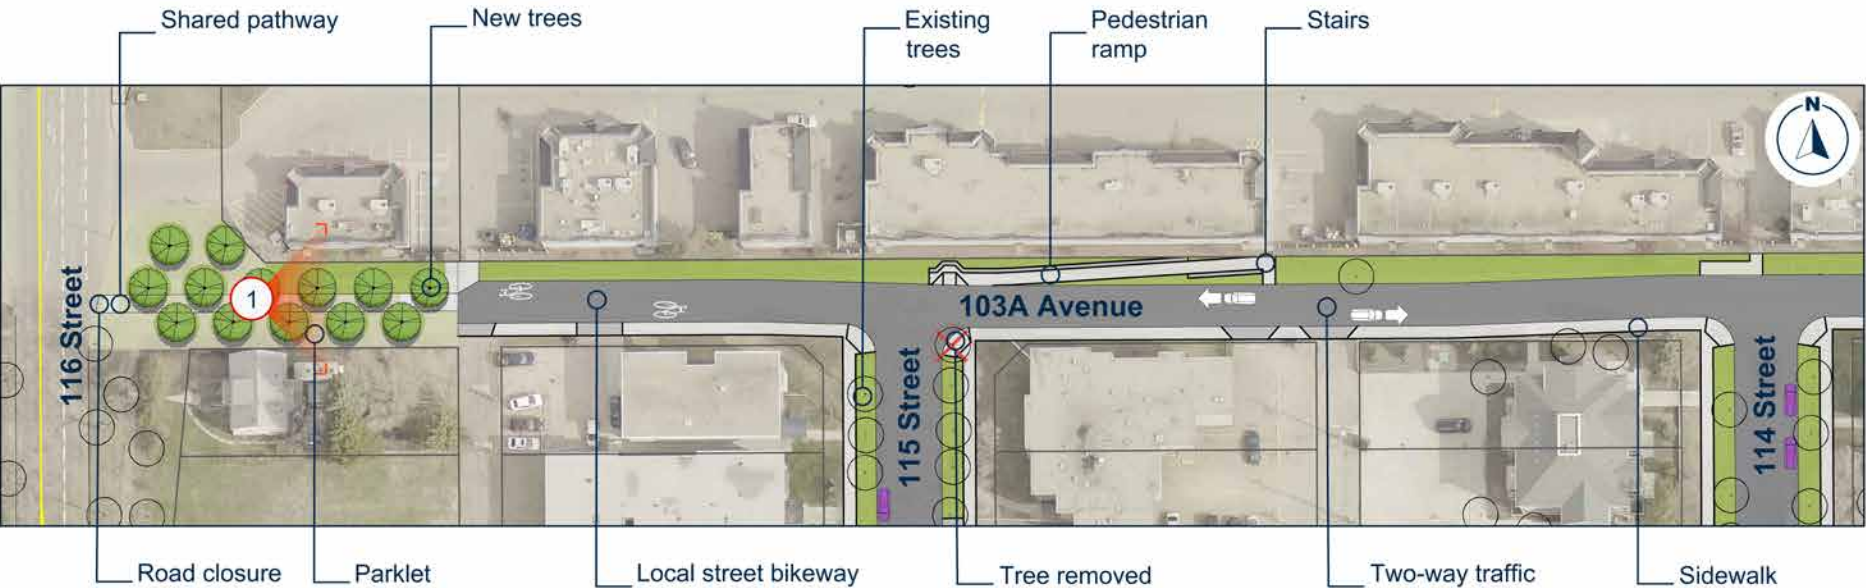 Shared pathway
New trees
Existing
trees
Pedestrian
ramp
Stairs
N
116 Street
1
103A Avenue
115 Street
114 Street
Road closure
Parklet
Local street bikeway
Tree removed
Two-way traffic
Sidewalk